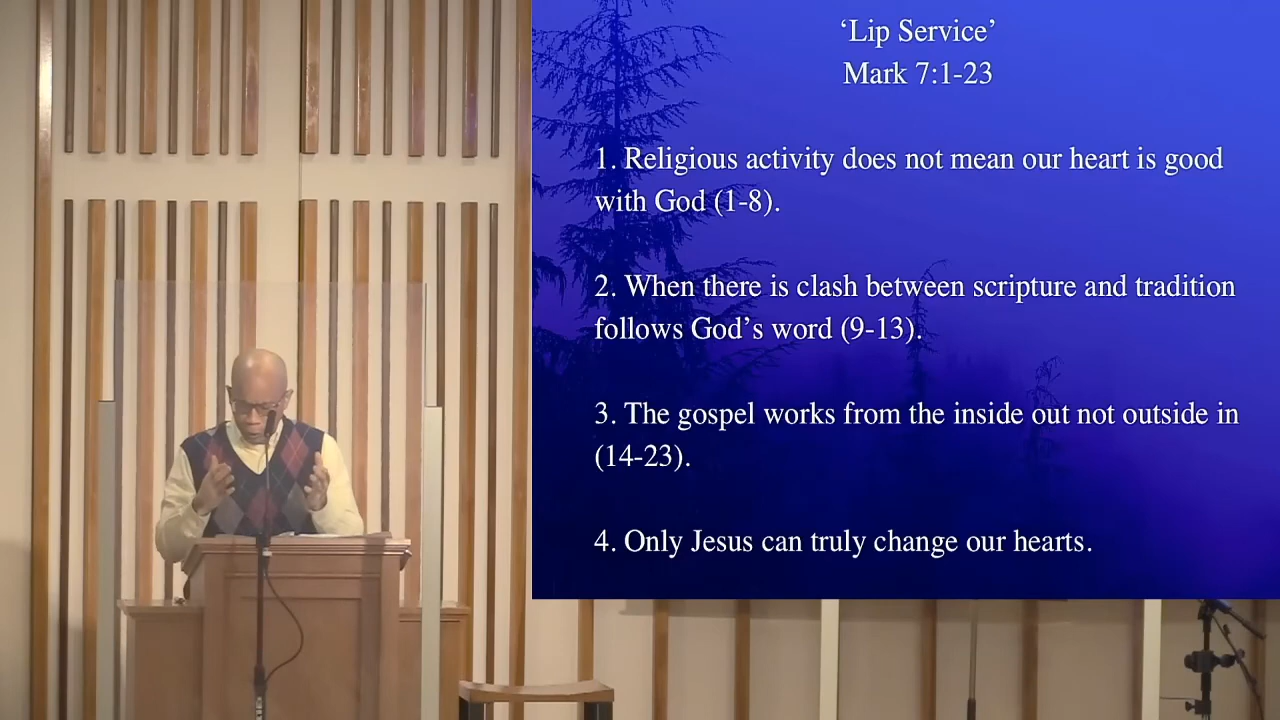 ‘Lip Service’
Mark 7:1-23
1. Religious activity does not mean our heart is good
with God (1-8).
2. When there is clash between scripture and tradition
follows God’s word (9-13).
3. The gospel works from the inside out not outside in
(14-23).
4. Only Jesus can truly change our hearts.